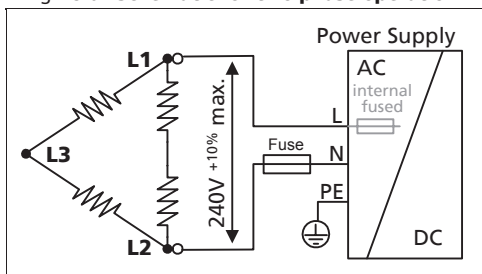 Power Supply
L1
AC
internal
fused
L
Fuse
N
240V +10% max.
L3
PE
L2
DC